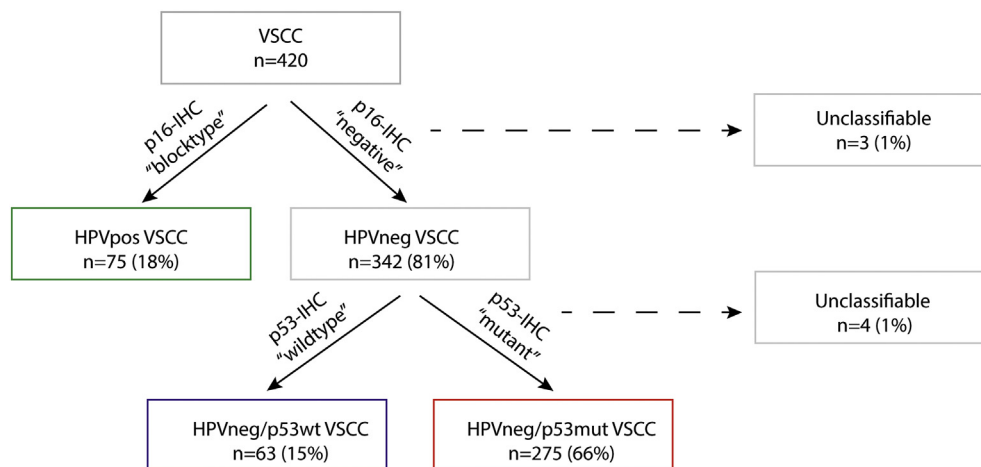 VSCC
n=420
p16-IHC
“blocktype”
p16-IHC
“negative”
Unclassifiable
n=3 (1%)
HPVpos VSCC
n=75 (18%)
HPVneg VSCC
n=342 (81%)
p53-IHC
“wildtype”
p53-IHC
“mutant”
Unclassifiable
n=4 (1%)
HPVneg/p53wt VSCC
n=63 (15%)
HPVneg/p53mut VSCC
n=275 (66%)